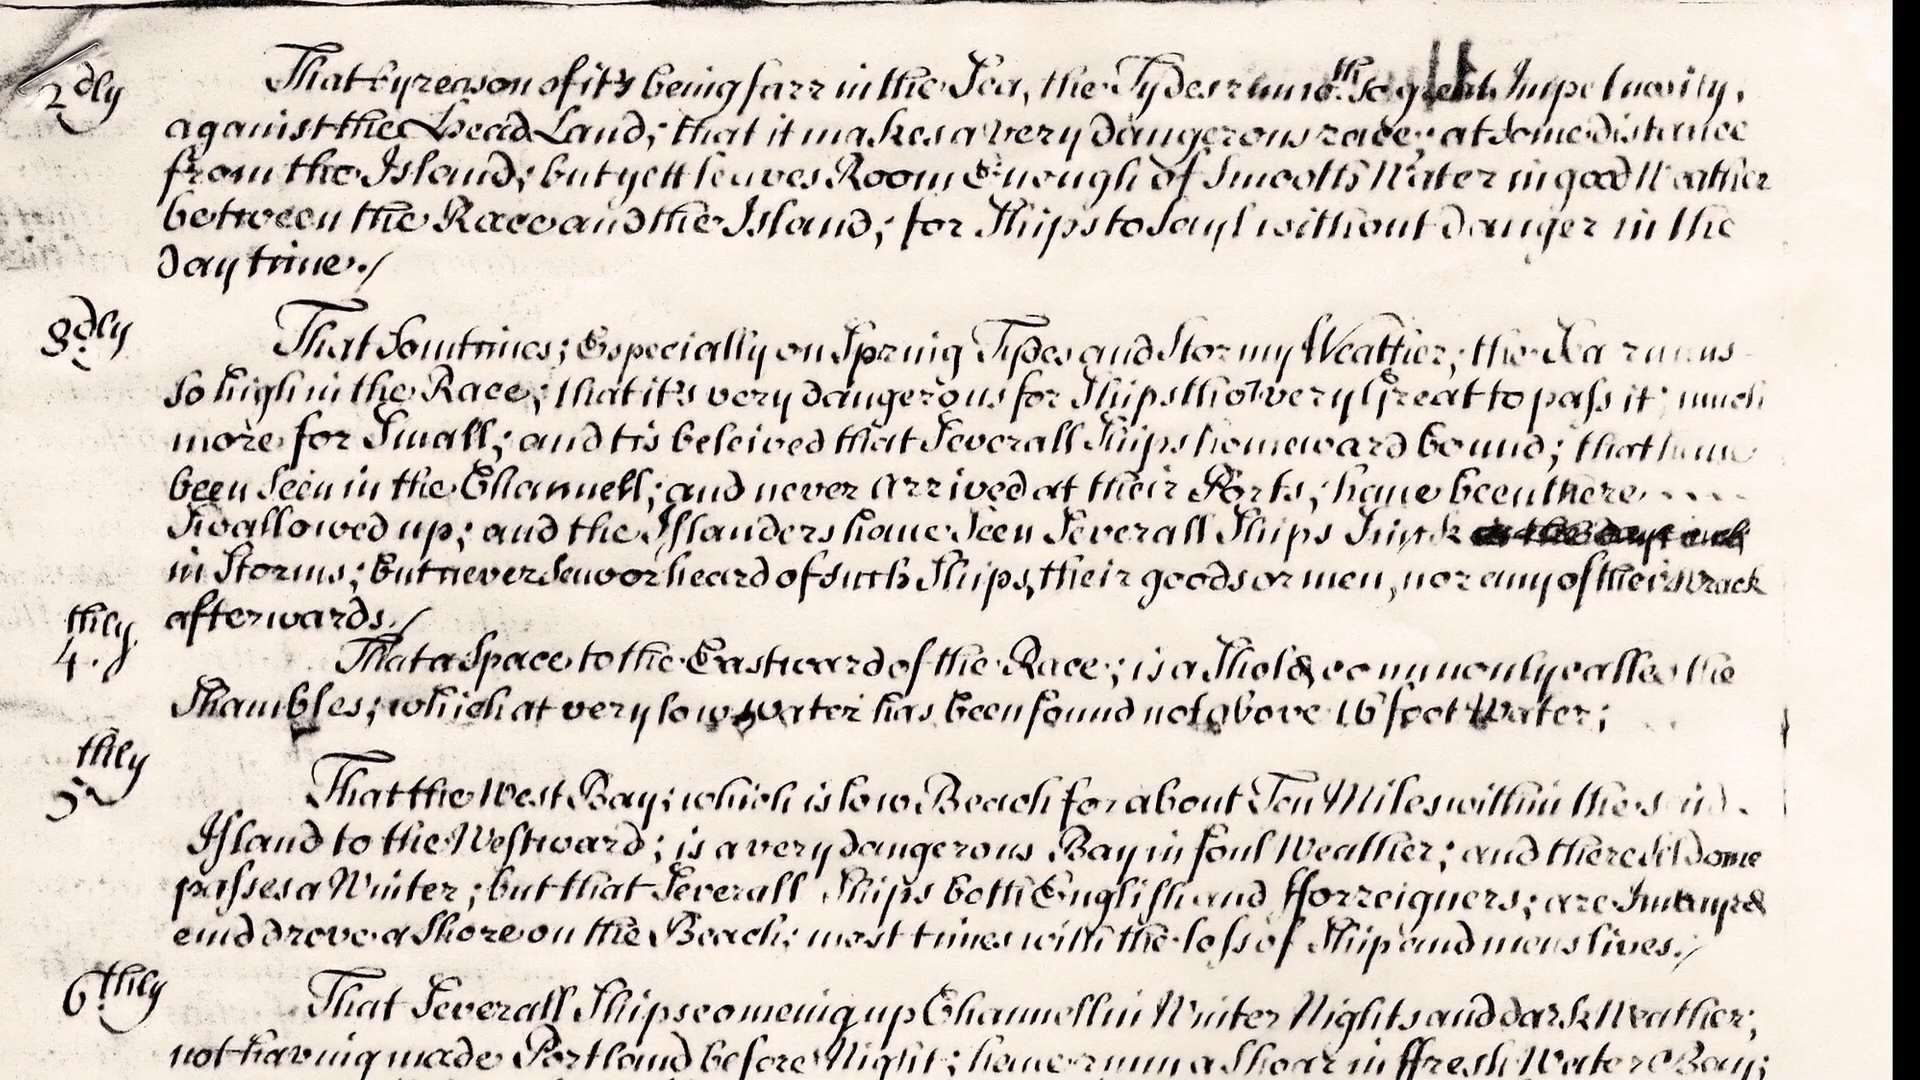 2dly That by reason of it's being farr in the Sea, the Tydes runn wth so great Impetuosity,
against the Head Land; that it makes a very dangerous race; at some distance
from the Island; but yett leaves Room Enough of Smooth Water in good Weather
between the Race and the Island; for Ships to Sayl without danger in the
day time./
3dly That Somtimes; Especially on Spring Tydes and Stormy Weather; the Sea runns
So high in the Race; that it's very dangerous for Ships tho' very Great to pass it; much
more for Small; and tis beleived that Severall Ships homeward bound; that have
been Seen in the Channell; and never arrived at their Ports; have been there
Swallowed up; and the Islanders have Seen Severall Ships Sink
in Storms; but never Seen or heard of such Ships, their goods or men, nor any of their Wrack
afterwards./
4thly That a Space to the Eastward of the Race; is a Shold, commonly called the
Shambles; which at very low Water has been found not above 16 foot Water;
5thly That the West Bay; which is low Beach for about Ten Miles within the said
Island to the Westward; is a very dangerous Bay in foul Weather; and there Seldome
passes a Winter; but that Severall Ships both English and fforreigners; are Imbayed
and drove a Shore on the Beach; most times with the loss of Ship and mens lives./
6thly That Severall Ships comeing up Channell in Winter Nights and dark Weather;
not having made Portland before Night; have runn a Shoar in ffresh Water Bay;